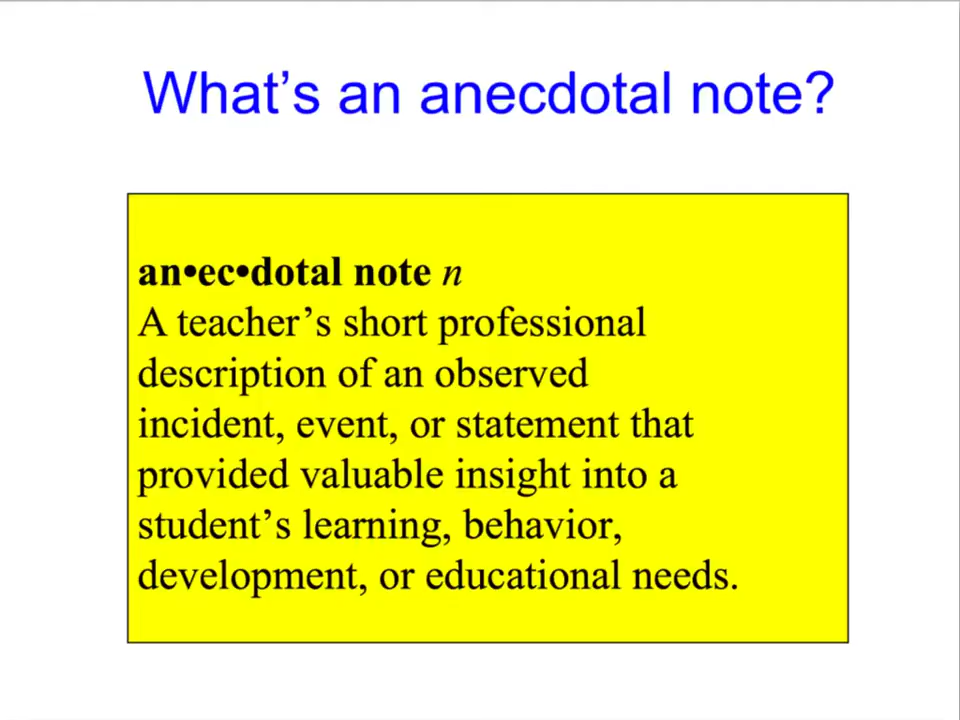 What’s an anecdotal note?
an•ec•dotal note n
A teacher’s short professional
description of an observed
incident, event, or statement that
provided valuable insight into a
student’s learning, behavior,
development, or educational needs.